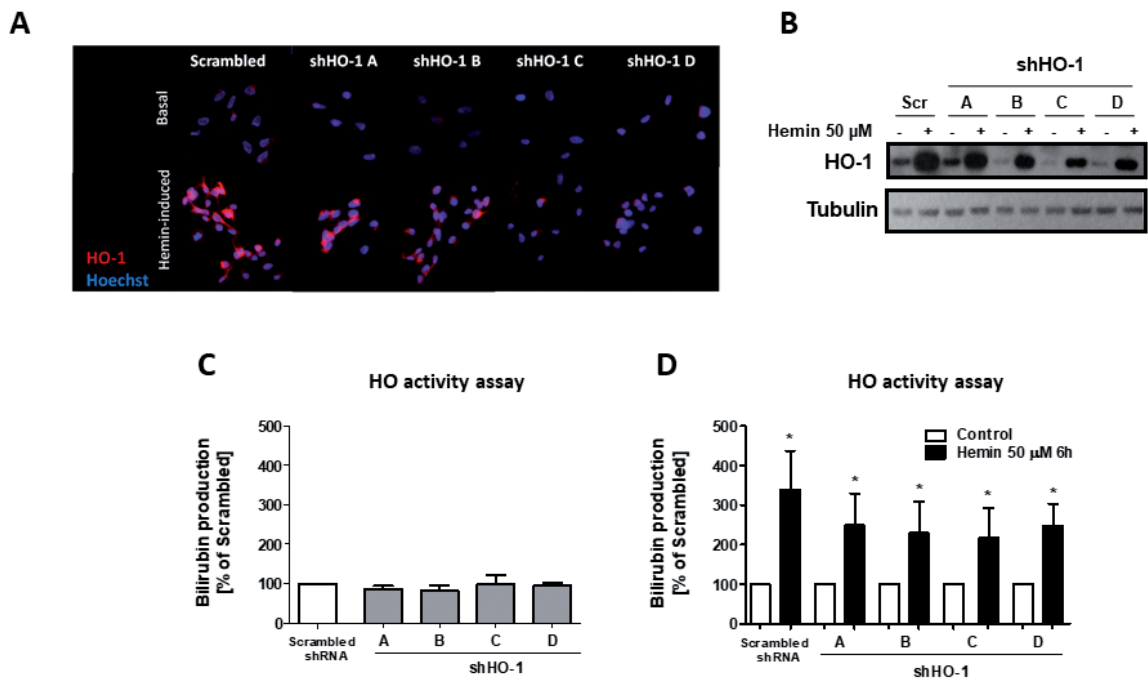 A
Scrambled shHO-1 A shHO-1 B shHO-1 C shHO-1 D
Basal
Hemin-induced
HO-1
Hoechst
B
shHO-1
Scr A B C D
Hemin 50 µM - + - + - + - + - +
HO-1
Tubulin
C
HO activity assay
Bilirubin production
[% of Scrambled]
500
400
300
200
100
0
Scrambled
shRNA
A B C D
shHO-1
D
HO activity assay
Control
Hemin 50 µM 6h
Bilirubin production
[% of Scrambled]
500
400
300
200
100
0
* * * * *
Scrambled
shRNA
A B C D
shHO-1